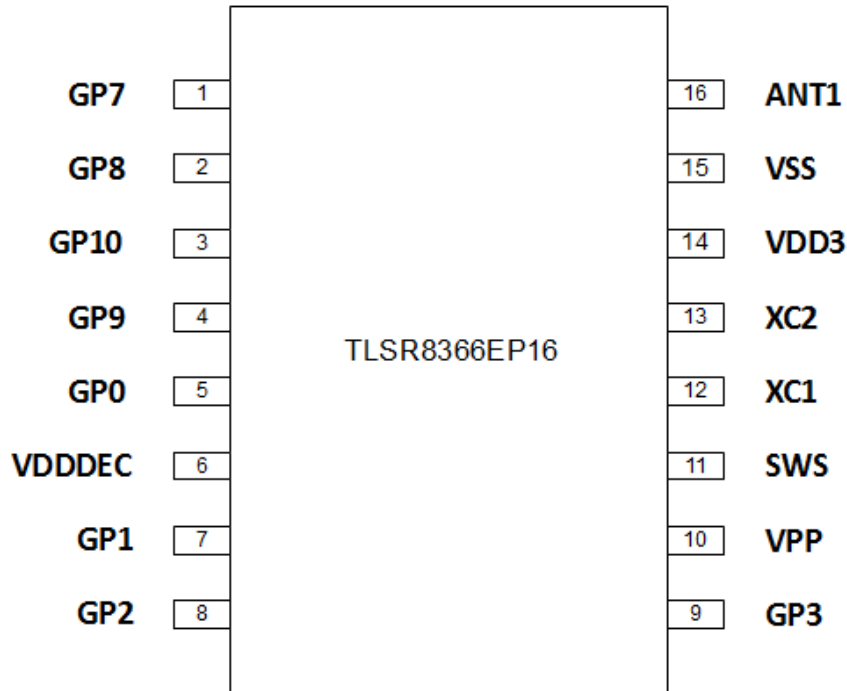 GP7 1 16 ANT1
GP8 2 15 VSS
GP10 3 14 VDD3
GP9 4 13 XC2
TLSR8366EP16
GP0 5 12 XC1
VDDDEC 6 11 SWS
GP1 7 10 VPP
GP2 8 9 GP3